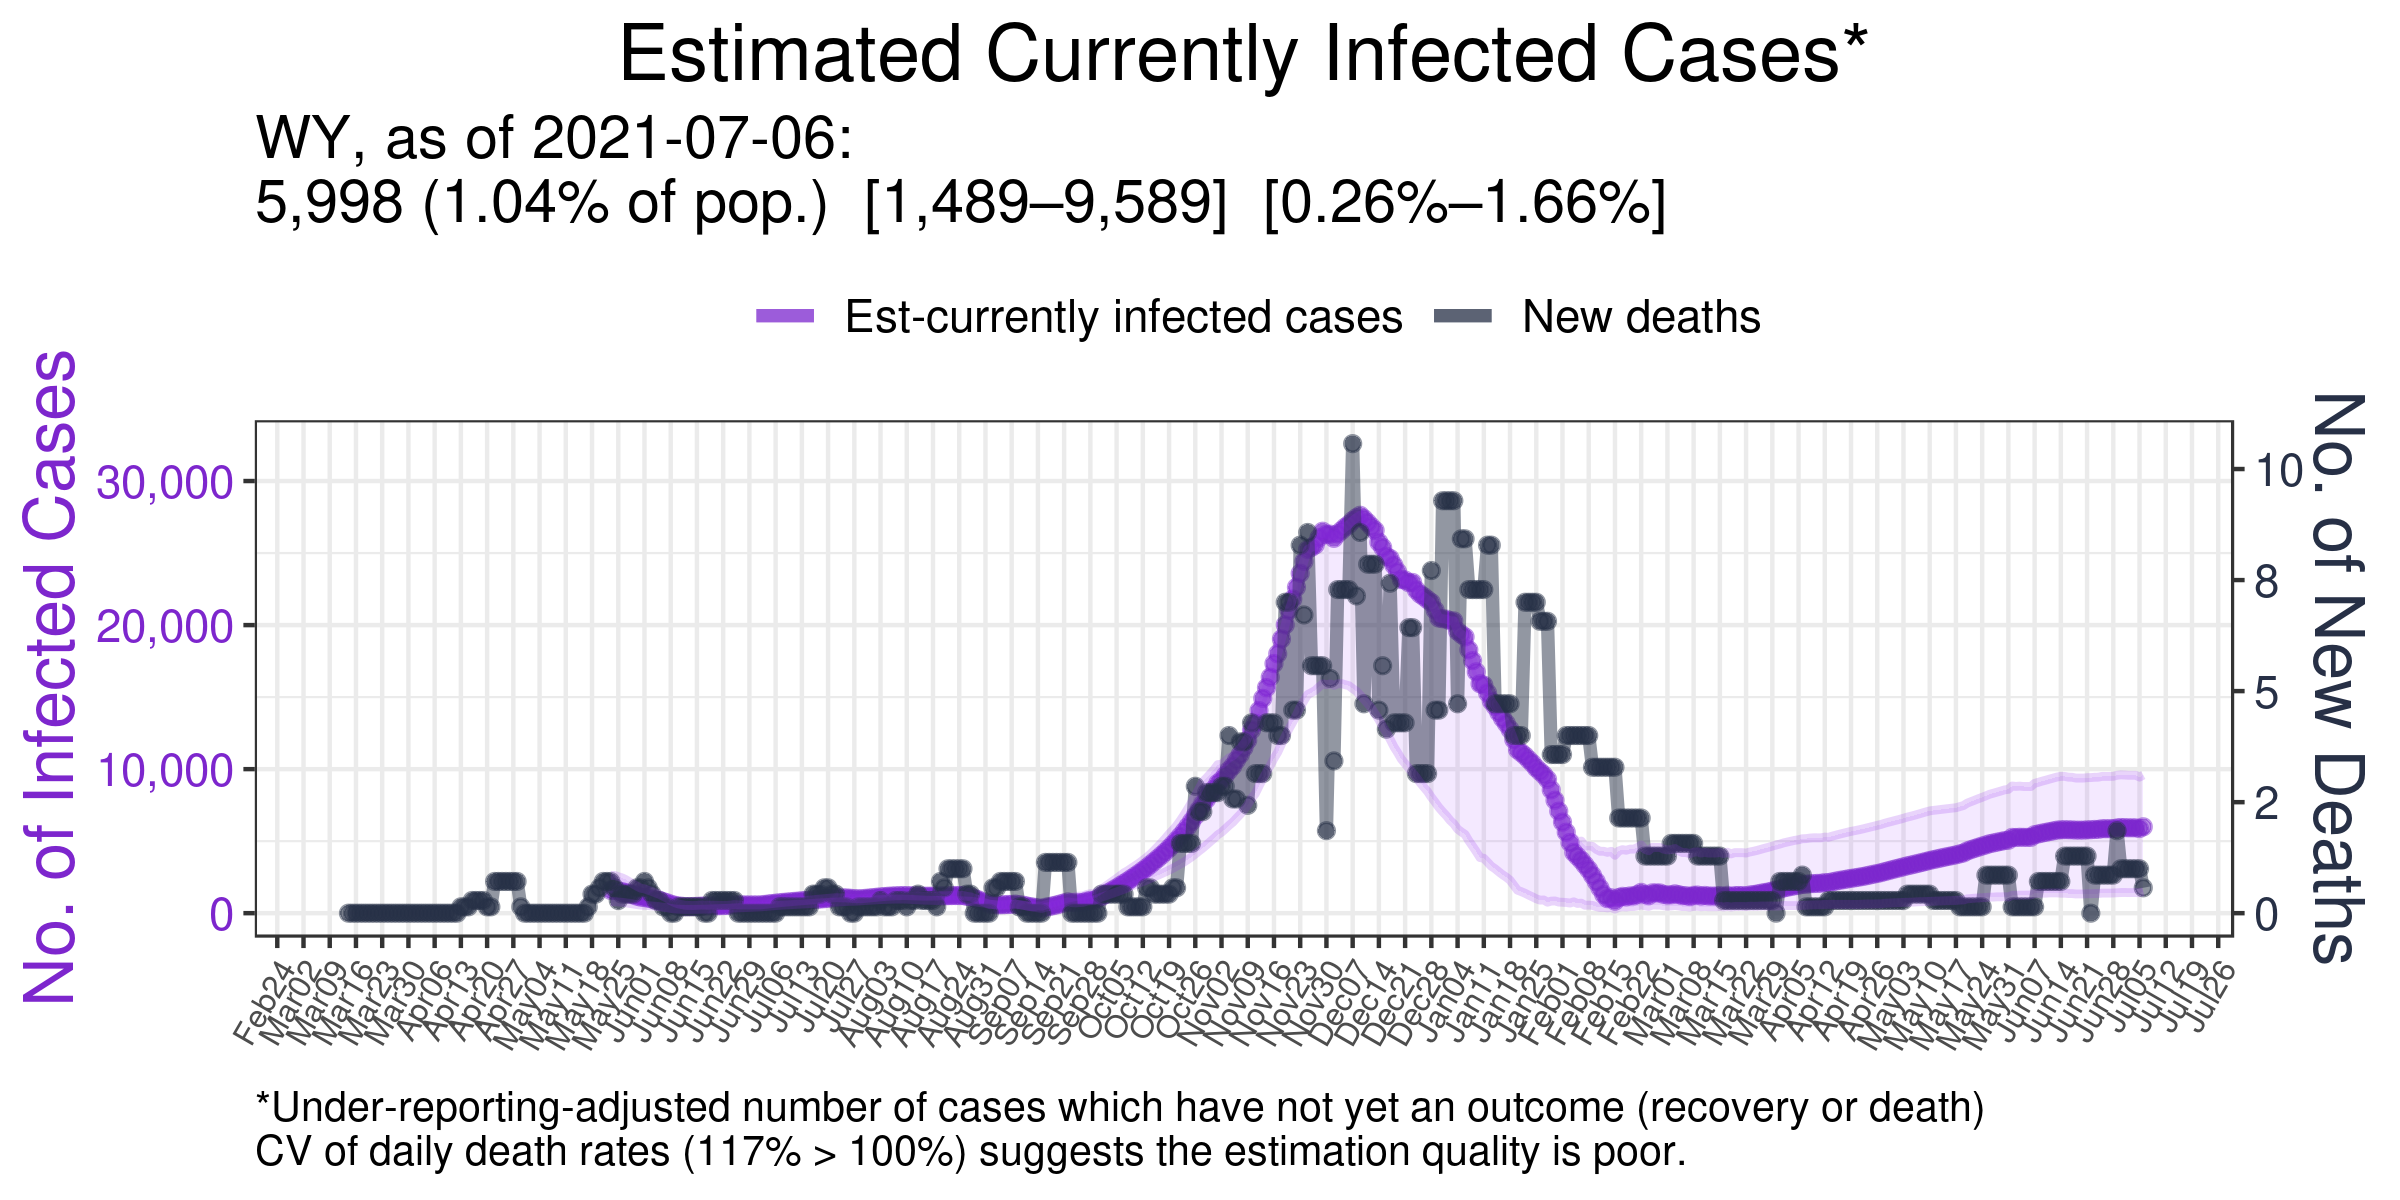 Estimated Currently Infected Cases*
WY, as of 2021-07-06:
5,998 (1.04% of pop.)  [1,489–9,589]  [0.26%–1.66%]
Est-currently infected cases
New deaths
No. of Infected Cases
30,000
20,000
10,000
0
No. of New Deaths
10
8
5
2
0
Feb24
Mar02
Mar09
Mar16
Mar23
Mar30
Apr06
Apr13
Apr20
Apr27
May04
May11
May18
May25
Jun01
Jun08
Jun15
Jun22
Jun29
Jul06
Jul13
Jul20
Jul27
Aug03
Aug10
Aug17
Aug24
Aug31
Sep07
Sep14
Sep21
Sep28
Oct05
Oct12
Oct19
Oct26
Nov02
Nov09
Nov16
Nov23
Nov30
Dec07
Dec14
Dec21
Dec28
Jan04
Jan11
Jan18
Jan25
Feb01
Feb08
Feb15
Feb22
Mar01
Mar08
Mar15
Mar22
Mar29
Apr05
Apr12
Apr19
Apr26
May03
May10
May17
May24
May31
Jun07
Jun14
Jun21
Jun28
Jul05
Jul12
Jul19
Jul26
*Under-reporting-adjusted number of cases which have not yet an outcome (recovery or death)
CV of daily death rates (117% > 100%) suggests the estimation quality is poor.